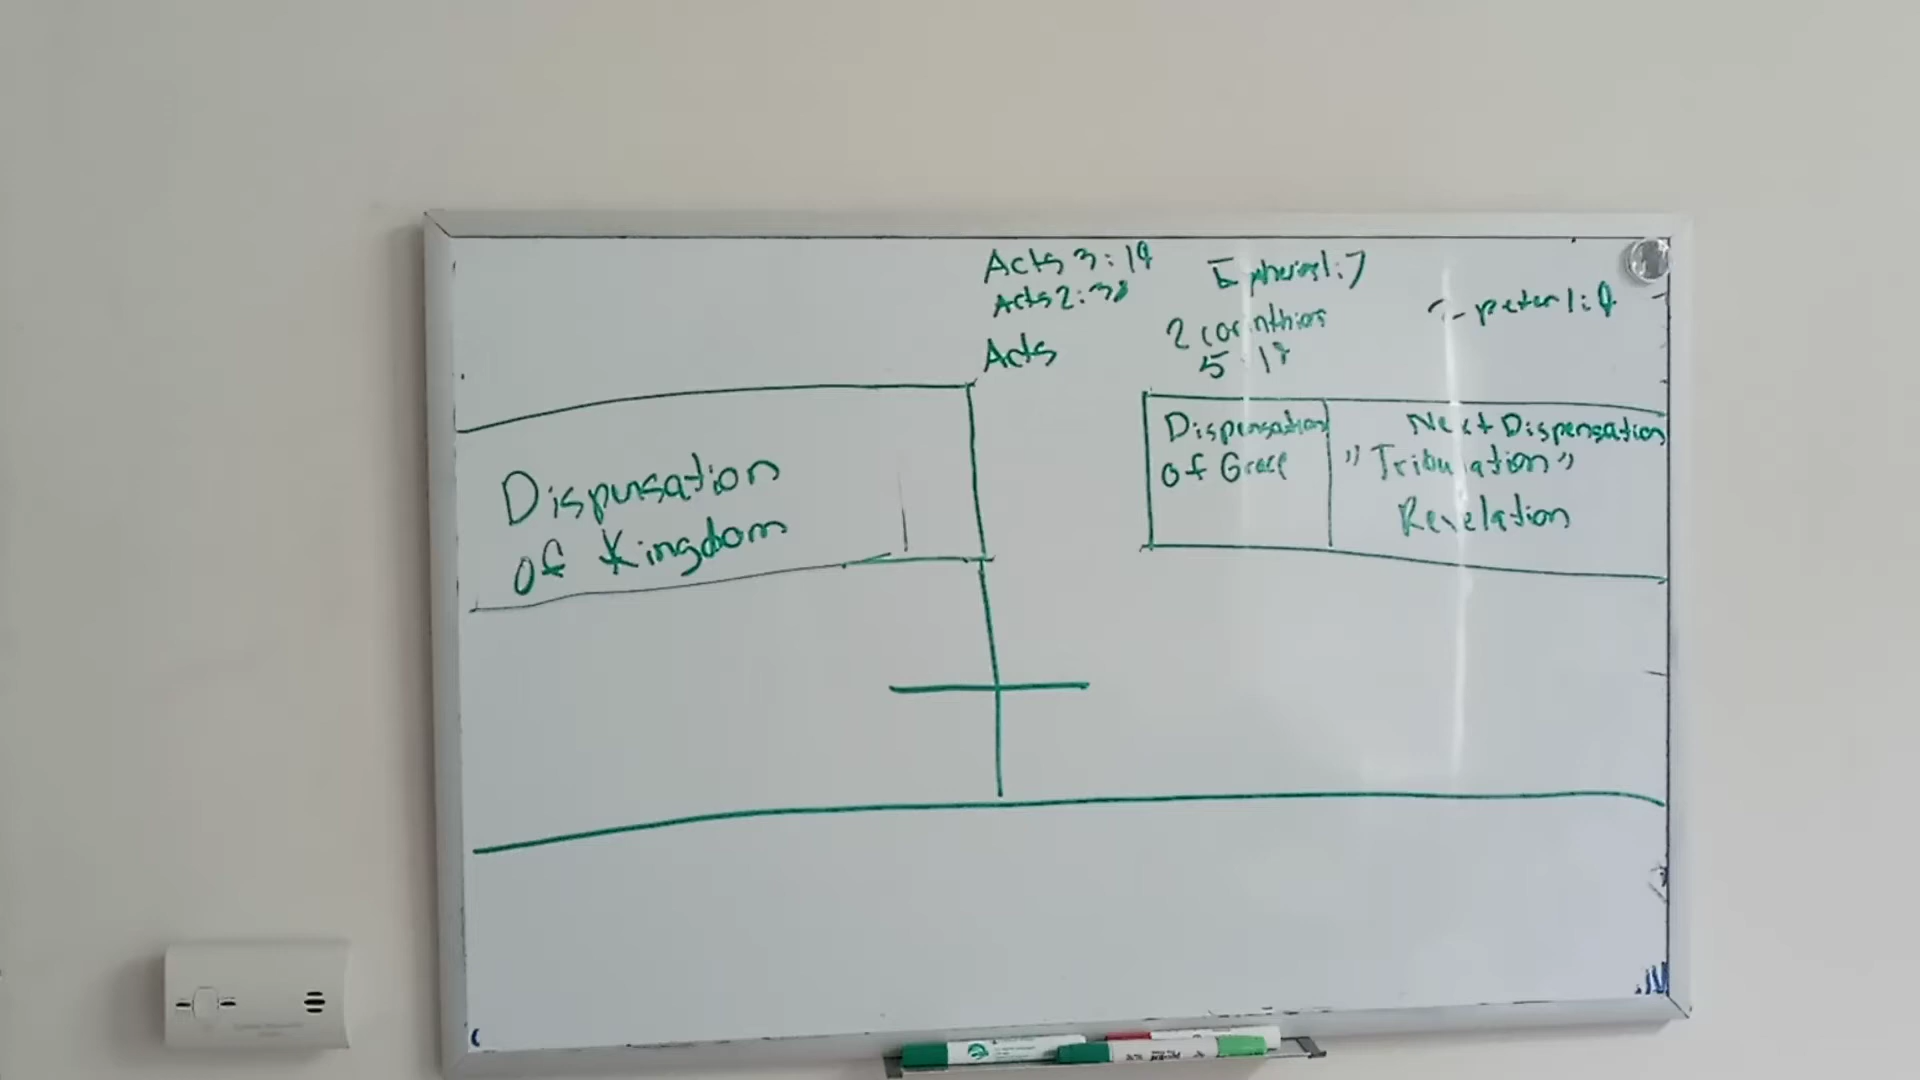 Acts 3:19
Acts 2:38
Acts
Ephesians 1:7
2 Corinthians
5:18
peter 1:9
Dispensation
of Kingdom
Dispensation
of Grace
Next Dispensation
"Tribulation"
Revelation